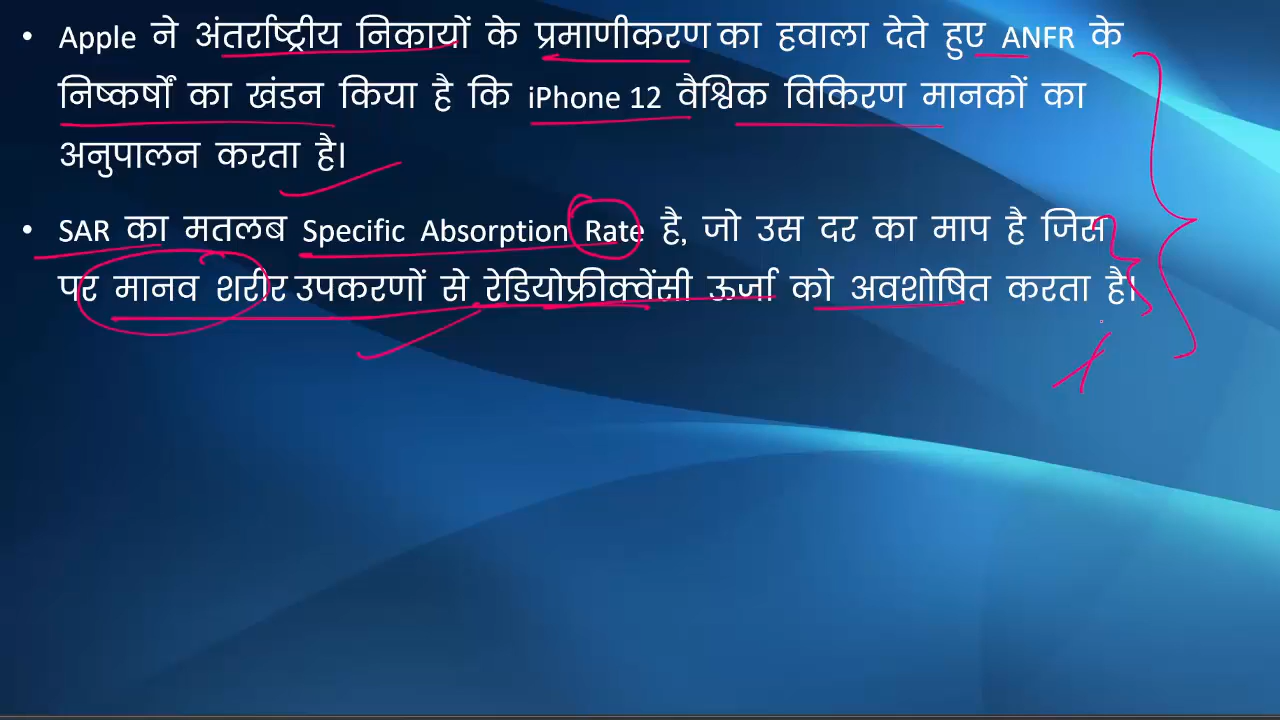 • Apple ने अंतर्राष्ट्रीय निकायों के प्रमाणीकरण का हवाला देते हुए ANFR के
निष्कर्षों का खंडन किया है कि iPhone 12 वैश्विक विकिरण मानकों का
अनुपालन करता है।
• SAR का मतलब Specific Absorption Rate है, जो उस दर का माप है जिस
पर मानव शरीर उपकरणों से रेडियोफ्रीक्वेंसी ऊर्जा को अवशोषित करता है।